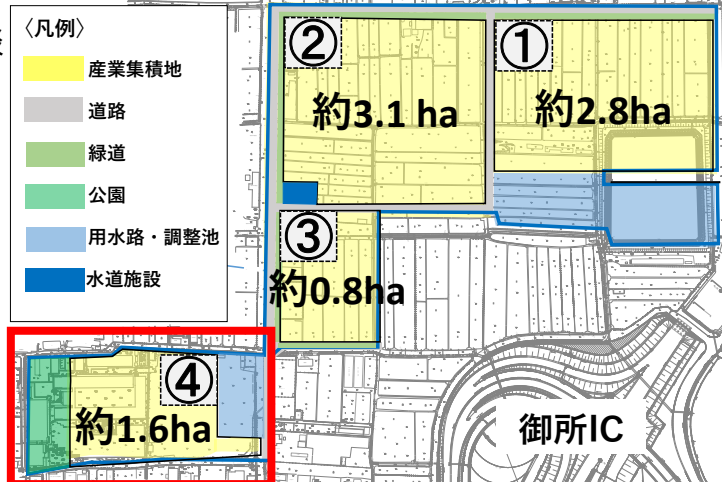 〈凡例〉
産業集積地
道路
緑道
公園
用水路・調整池
水道施設
②
約3.1 ha
①
約2.8ha
③
約0.8ha
④
約1.6ha
御所IC